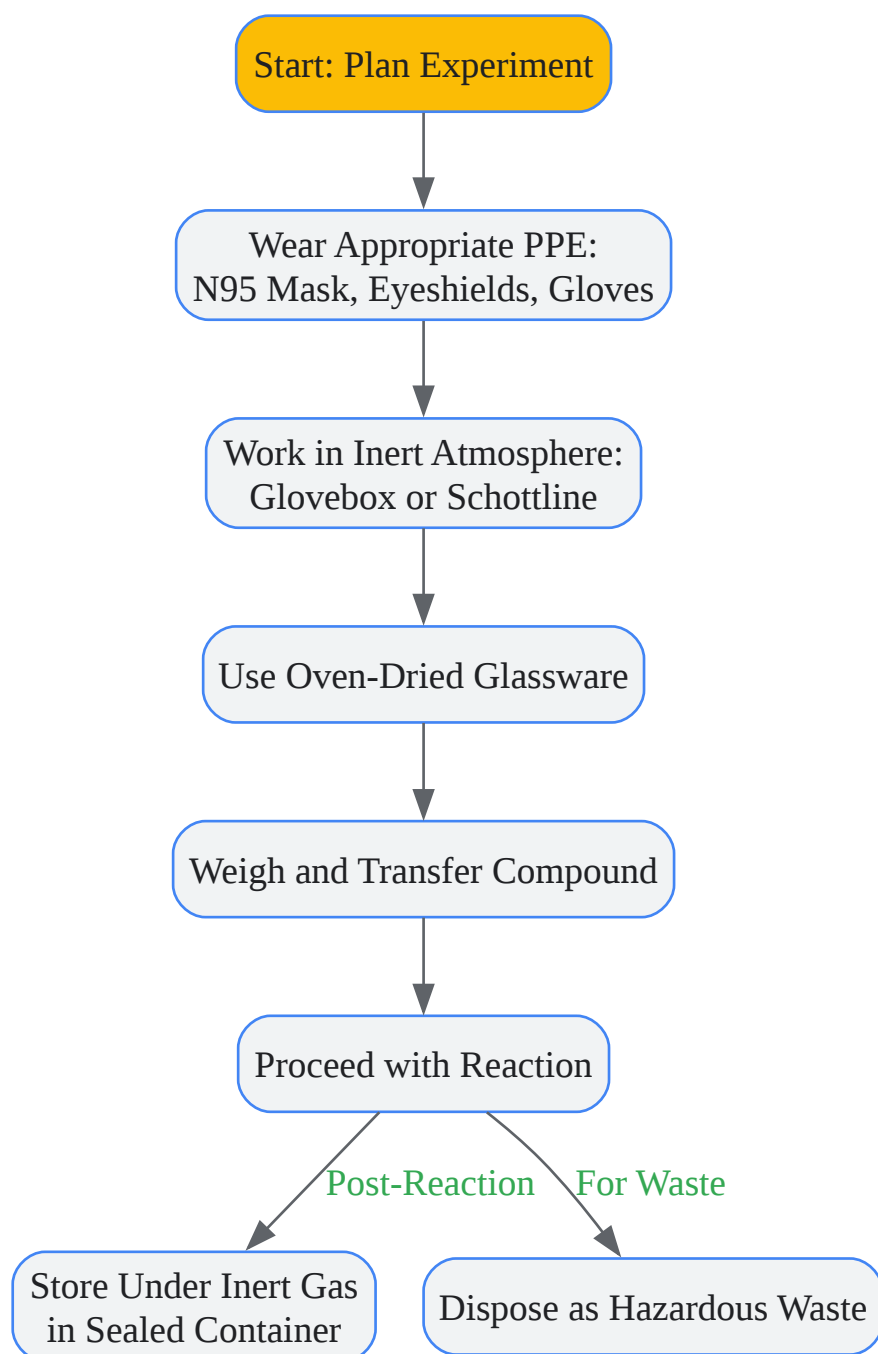 Start: Plan Experiment
Wear Appropriate PPE:
N95 Mask, Eyeshields, Gloves
Work in Inert Atmosphere:
Glovebox or Schottline
Use Oven-Dried Glassware
Weigh and Transfer Compound
Proceed with Reaction
Post-Reaction
For Waste
Store Under Inert Gas
in Sealed Container
Dispose as Hazardous Waste